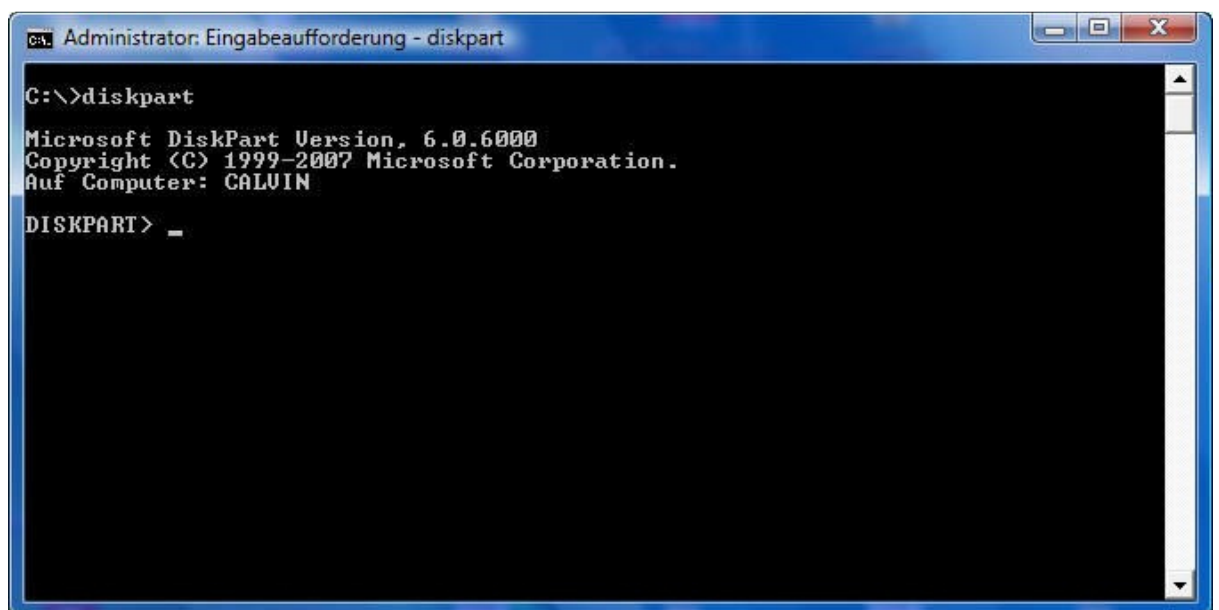 Administrator: Eingabeaufforderung - diskpart
C:\>diskpart
Microsoft DiskPart Version, 6.0.6000
Copyright (C) 1999-2007 Microsoft Corporation.
Auf Computer: CALVIN
DISKPART> _